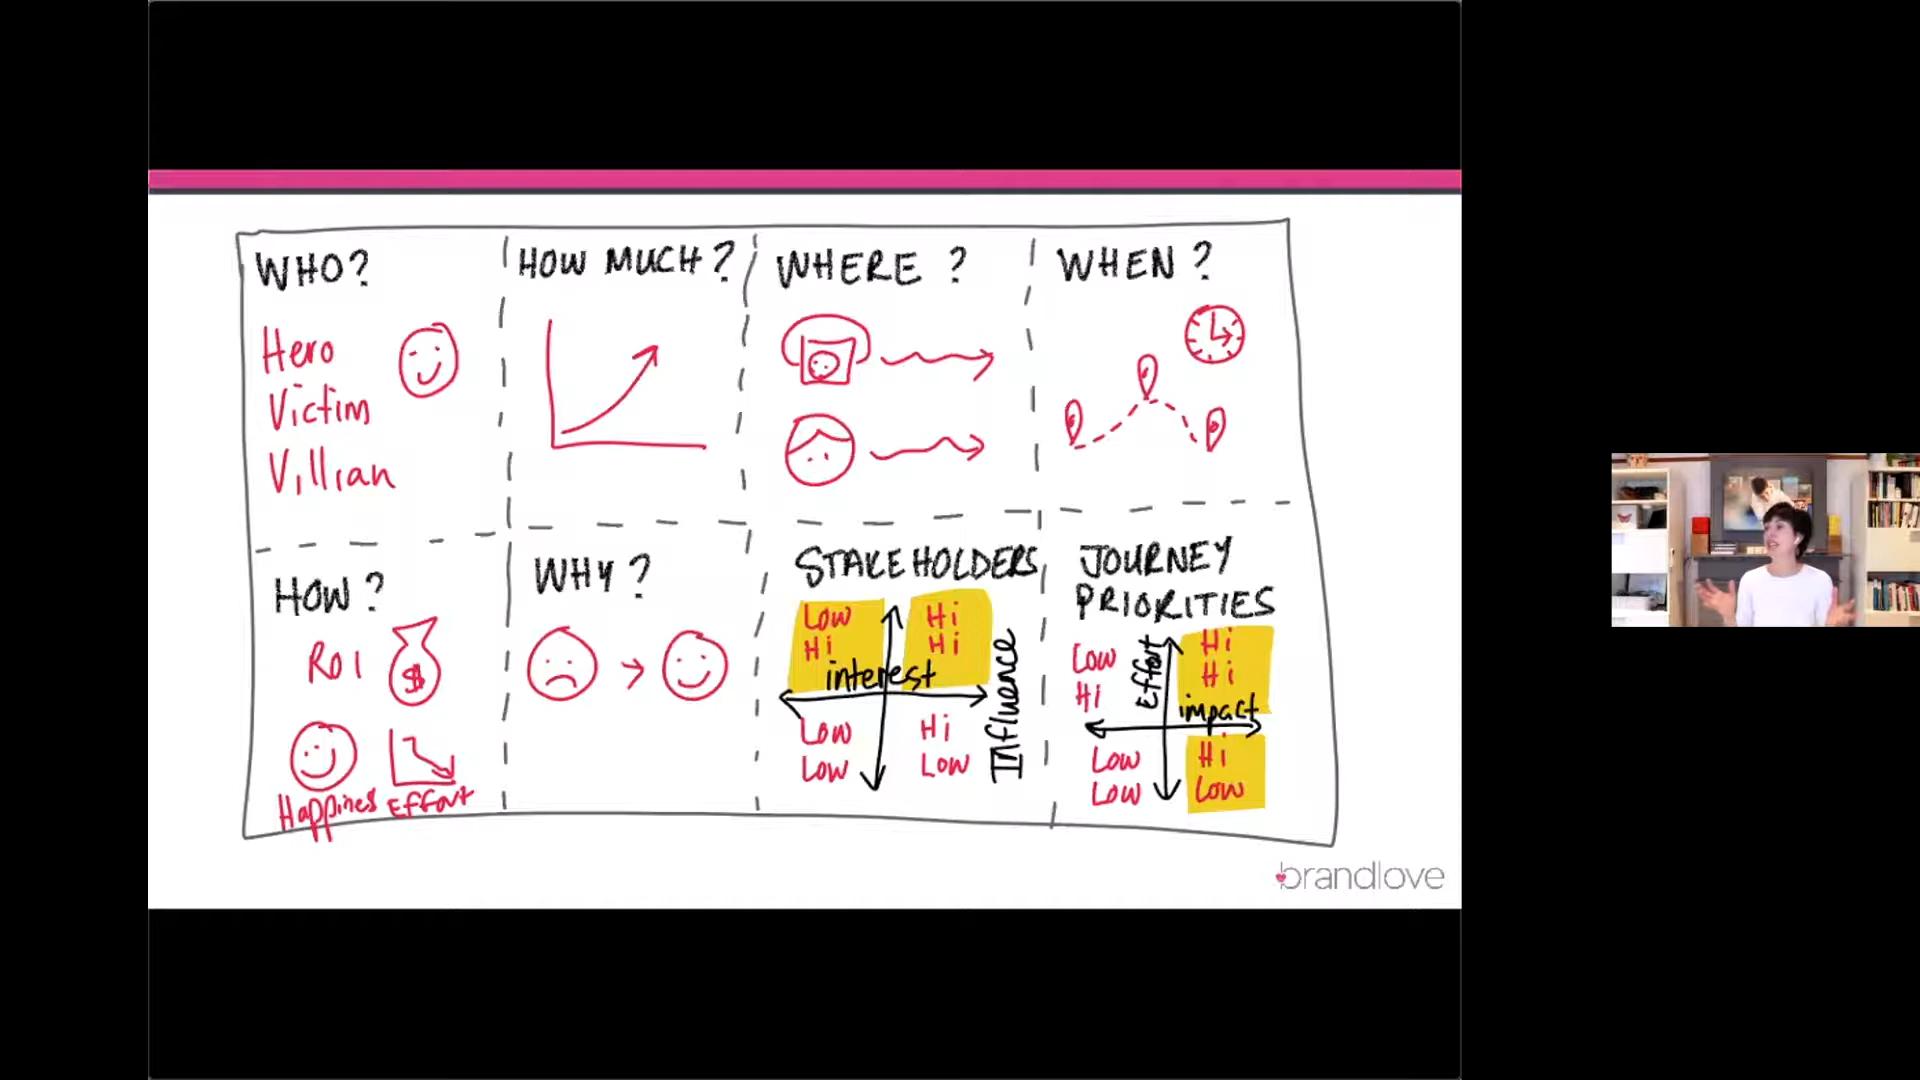 WHO?
Hero
Victim
Villian
HOW MUCH?
WHERE?
WHEN?
HOW?
ROI
$
Happines
Effort
WHY?
STAKEHOLDERS
Low
Hi
Hi
Hi
interest
Influence
Low
Low
Hi
Low
JOURNEY
PRIORITIES
Low
Hi
Effort
Hi
Hi
impact
Low
Low
Hi
Low
brandlove